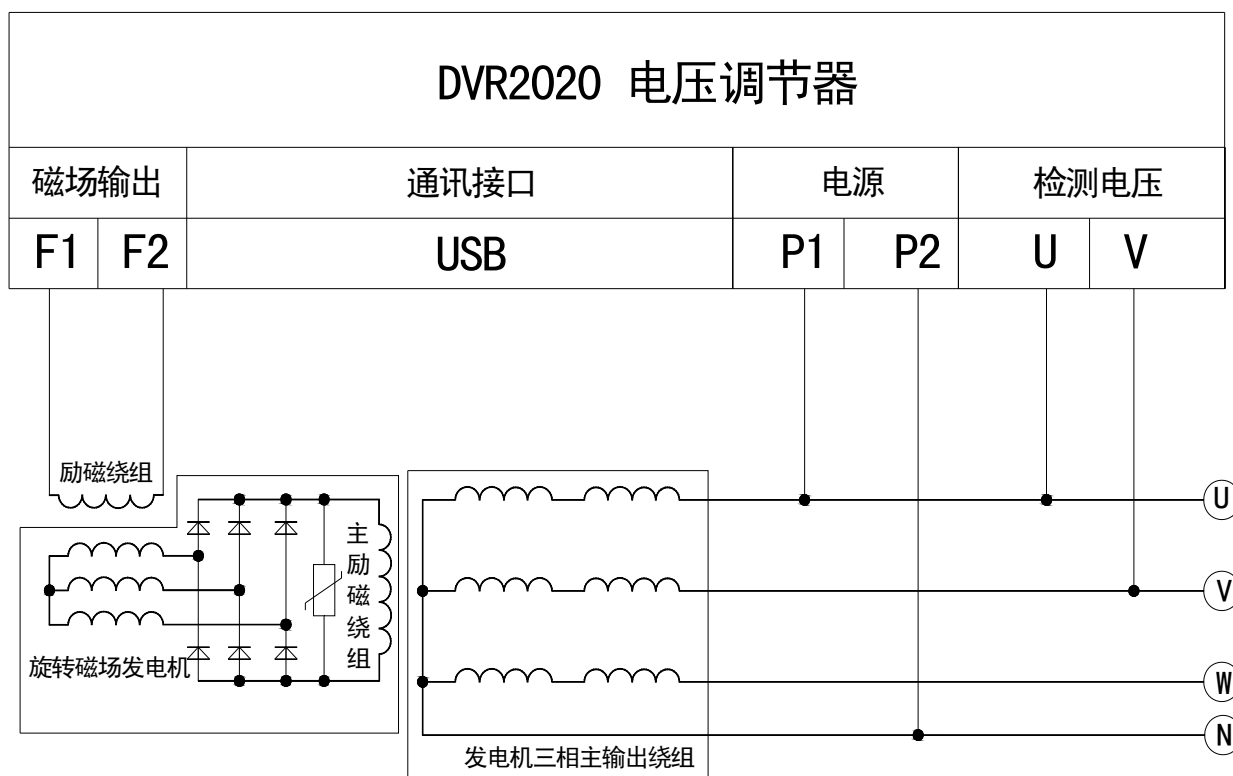 DVR2020 电压调节器
磁场输出 通讯接口 电源 检测电压
F1 F2 USB P1 P2 U V
励磁绕组
主励磁绕组
旋转磁场发电机
发电机三相主输出绕组
U
V
W
N